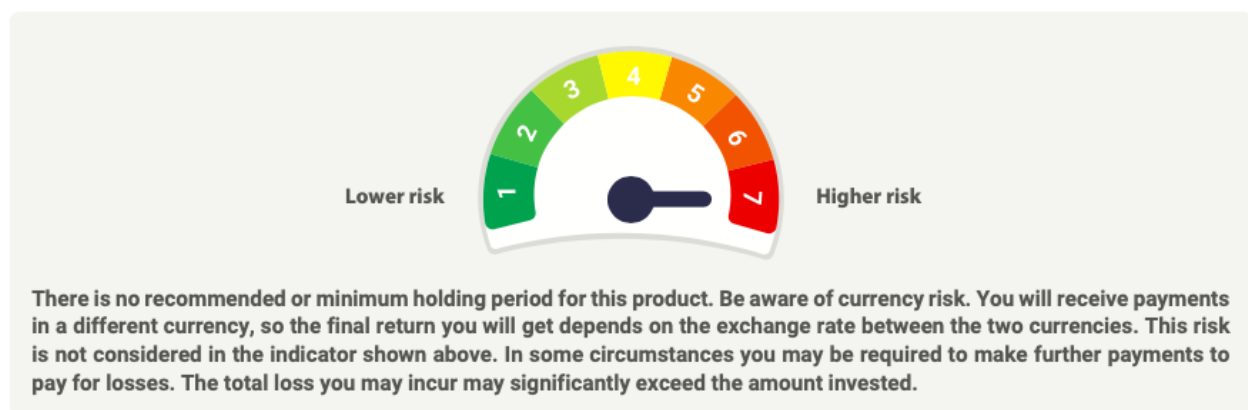 1
2
3
4
5
6
7
Lower risk
Higher risk
There is no recommended or minimum holding period for this product. Be aware of currency risk. You will receive payments
in a different currency, so the final return you will get depends on the exchange rate between the two currencies. This risk
is not considered in the indicator shown above. In some circumstances you may be required to make further payments to
pay for losses. The total loss you may incur may significantly exceed the amount invested.